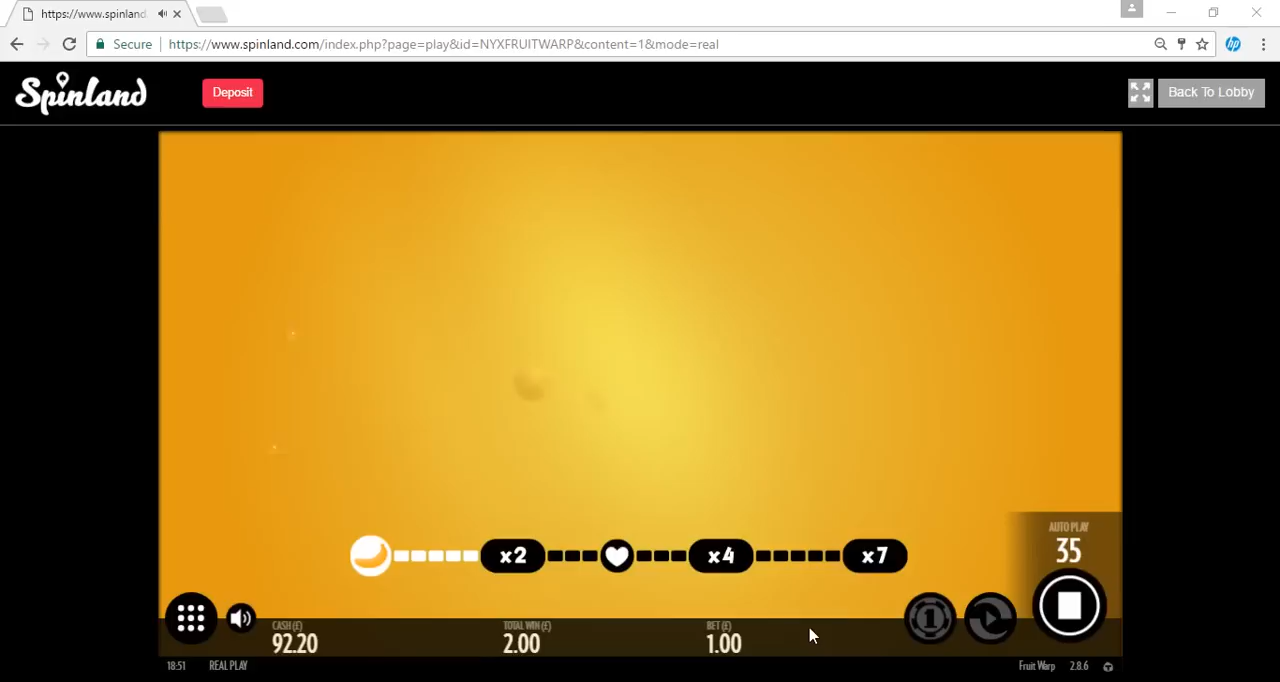 https://www.spinland.
Secure
https://www.spinland.com/index.php?page=play&id=NYXFRUITWARP&content=1&mode=real
hp
Spinland
Deposit
Back To Lobby
AUTO PLAY
35
x2
x4
x7
CASH (£)
92.20
TOTAL WIN (£)
2.00
BET (£)
1.00
1
18:51
REAL PLAY
Fruit Warp
2.8.6